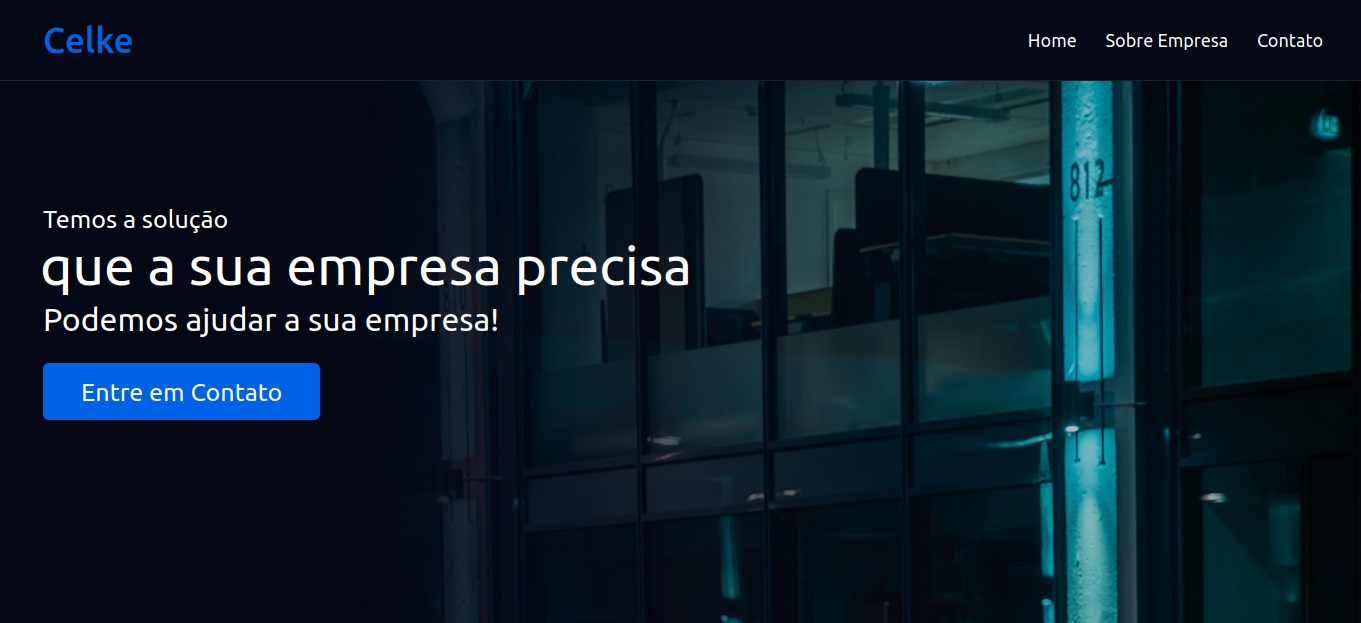 Celke
Home Sobre Empresa Contato
812
Temos a solução
que a sua empresa precisa
Podemos ajudar a sua empresa!
Entre em Contato